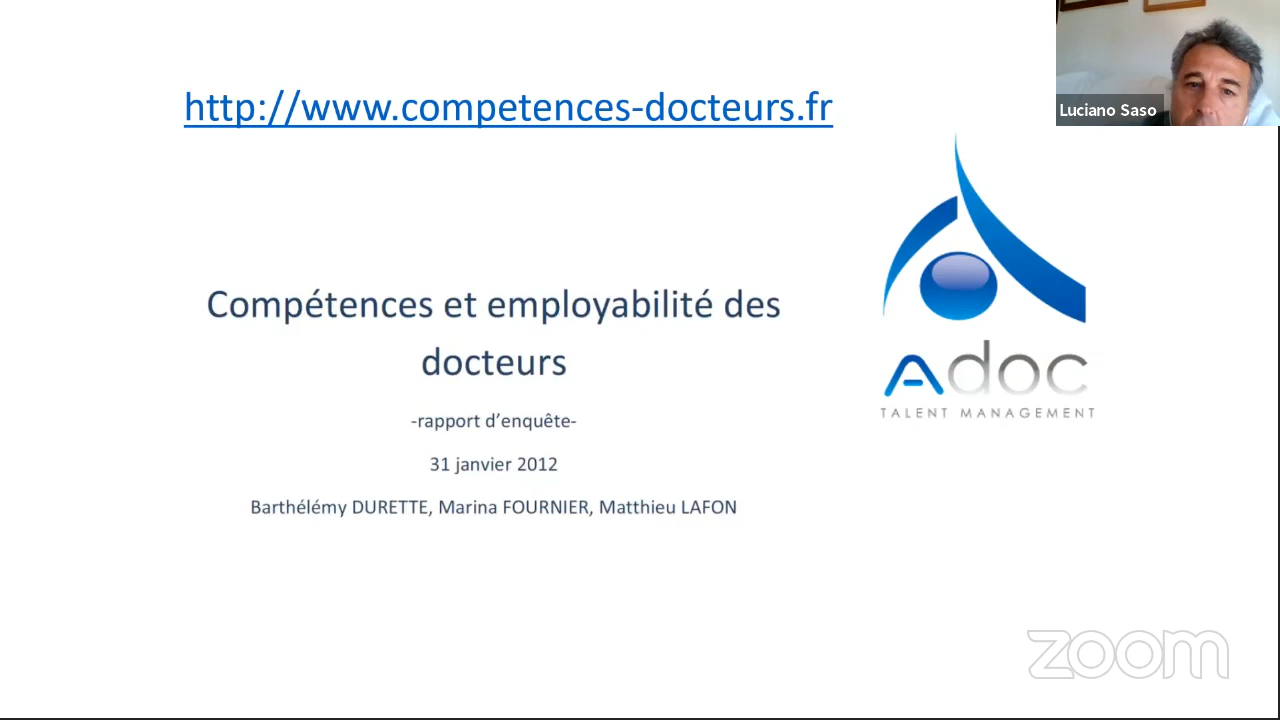 http://www.competences-docteurs.fr
Luciano Saso
Compétences et employabilité des
docteurs
-rapport d'enquête-
31 janvier 2012
Barthélémy DURETTE, Marina FOURNIER, Matthieu LAFON
Adoc
TALENT MANAGEMENT
zoom